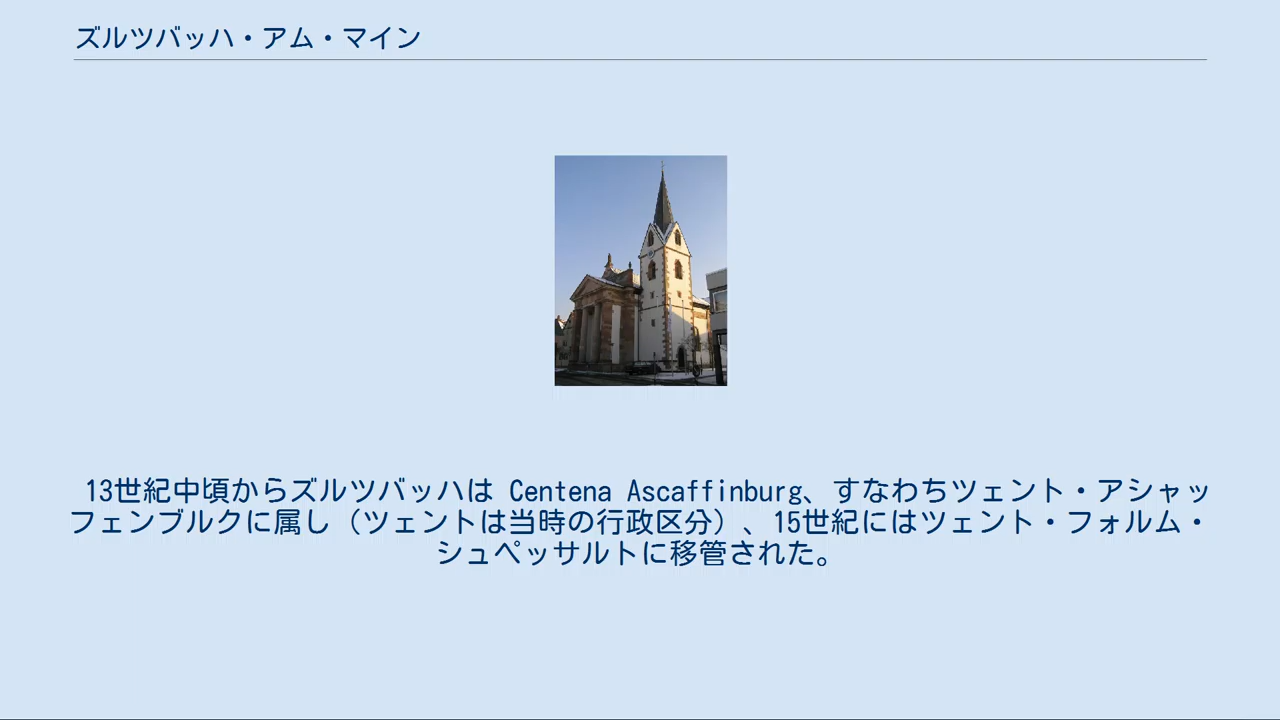 ズルツバッハ・アム・マイン
13世紀中頃からズルツバッハは Centena Ascaffinburg、すなわちツェント・アシャッ
フェンブルクに属し（ツェントは当時の行政区分）、15世紀にはツェント・フォルム・
シュペッサルトに移管された。